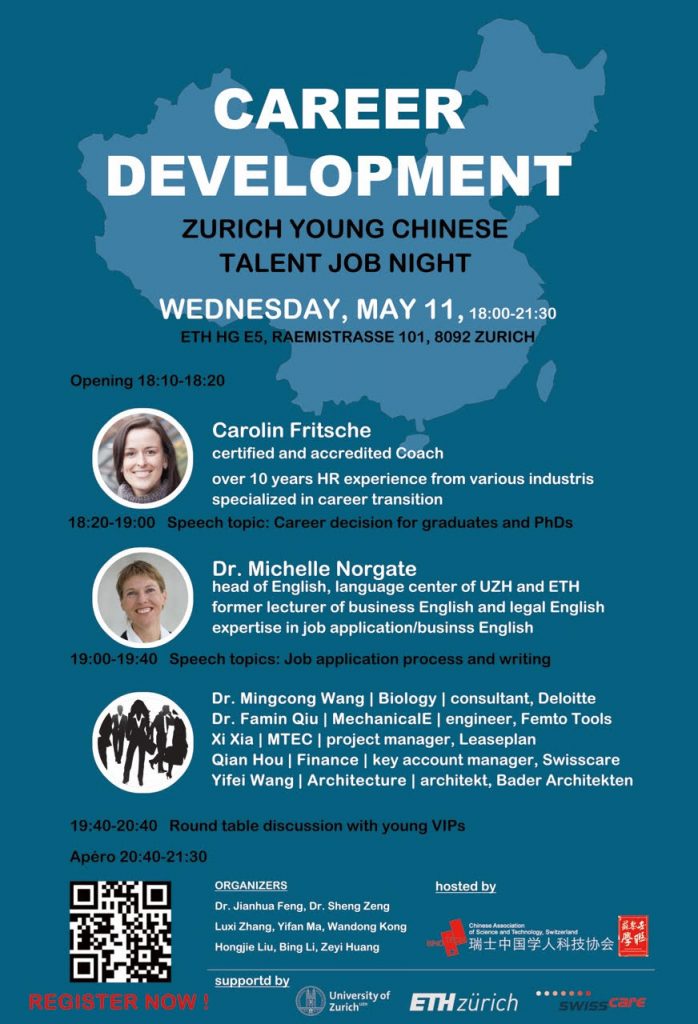 CAREER
DEVELOPMENT
ZURICH YOUNG CHINESE
TALENT JOB NIGHT
WEDNESDAY, MAY 11, 18:00-21:30
ETH HG E5, RAEMISTRASSE 101, 8092 ZURICH
Opening 18:10-18:20
Carolin Fritsche
certified and accredited Coach
over 10 years HR experience from various industris
specialized in career transition
18:20-19:00 Speech topic: Career decision for graduates and PhDs
Dr. Michelle Norgate
head of English, language center of UZH and ETH
former lecturer of business English and legal English
expertise in job application/businss English
19:00-19:40 Speech topics: Job application process and writing
Dr. Mingcong Wang | Biology | consultant, Deloitte
Dr. Famin Qiu | MechanicalE | engineer, Femto Tools
Xi Xia | MTEC | project manager, Leaseplan
Qian Hou | Finance | key account manager, Swisscare
Yifei Wang | Architecture | architekt, Bader Architekten
19:40-20:40 Round table discussion with young VIPs
Apéro 20:40-21:30
ORGANIZERS
Dr. Jianhua Feng, Dr. Sheng Zeng
Luxi Zhang, Yifan Ma, Wandong Kong
Hongjie Liu, Bing Li, Zeyi Huang
hosted by
Chinese Association
of Science and Technology, Switzerland
瑞士中国学人科技协会
REGISTER NOW !
supportd by
University of
Zurich
ETH zürich
swisscare